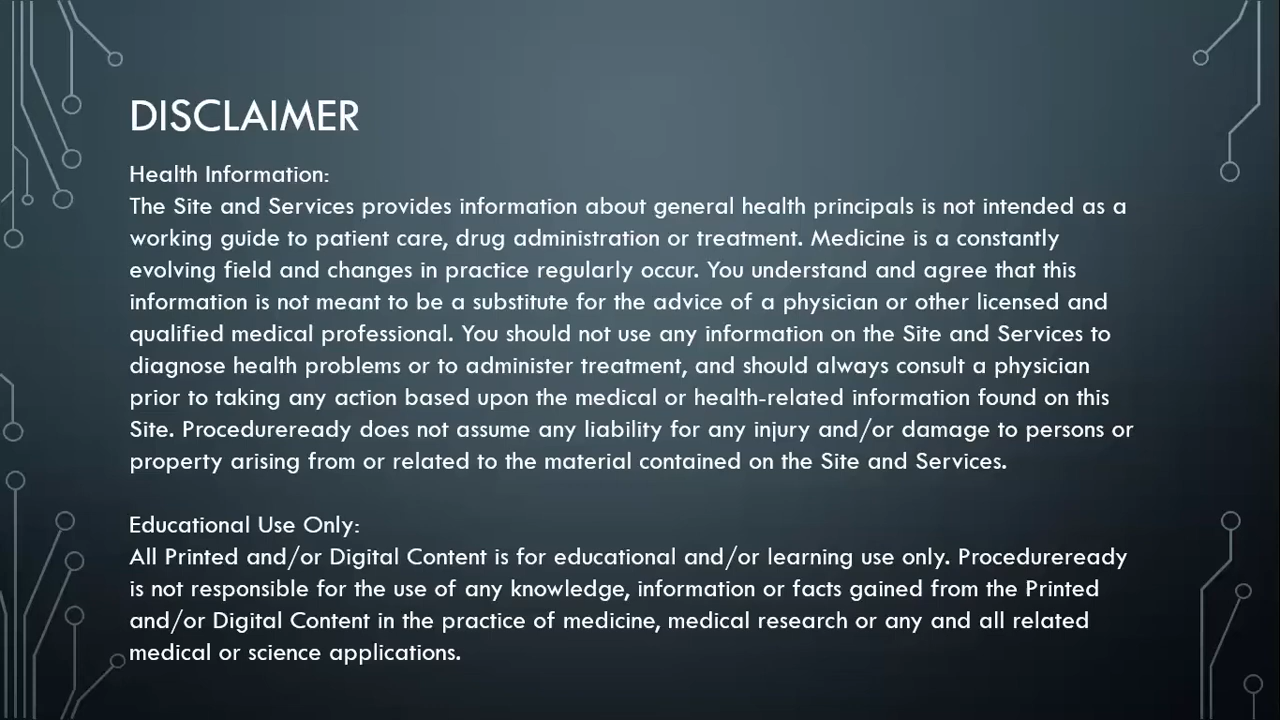 DISCLAIMER
Health Information:
The Site and Services provides information about general health principals is not intended as a
working guide to patient care, drug administration or treatment. Medicine is a constantly
evolving field and changes in practice regularly occur. You understand and agree that this
information is not meant to be a substitute for the advice of a physician or other licensed and
qualified medical professional. You should not use any information on the Site and Services to
diagnose health problems or to administer treatment, and should always consult a physician
prior to taking any action based upon the medical or health-related information found on this
Site. Procedureready does not assume any liability for any injury and/or damage to persons or
property arising from or related to the material contained on the Site and Services.
Educational Use Only:
All Printed and/or Digital Content is for educational and/or learning use only. Procedureready
is not responsible for the use of any knowledge, information or facts gained from the Printed
and/or Digital Content in the practice of medicine, medical research or any and all related
medical or science applications.